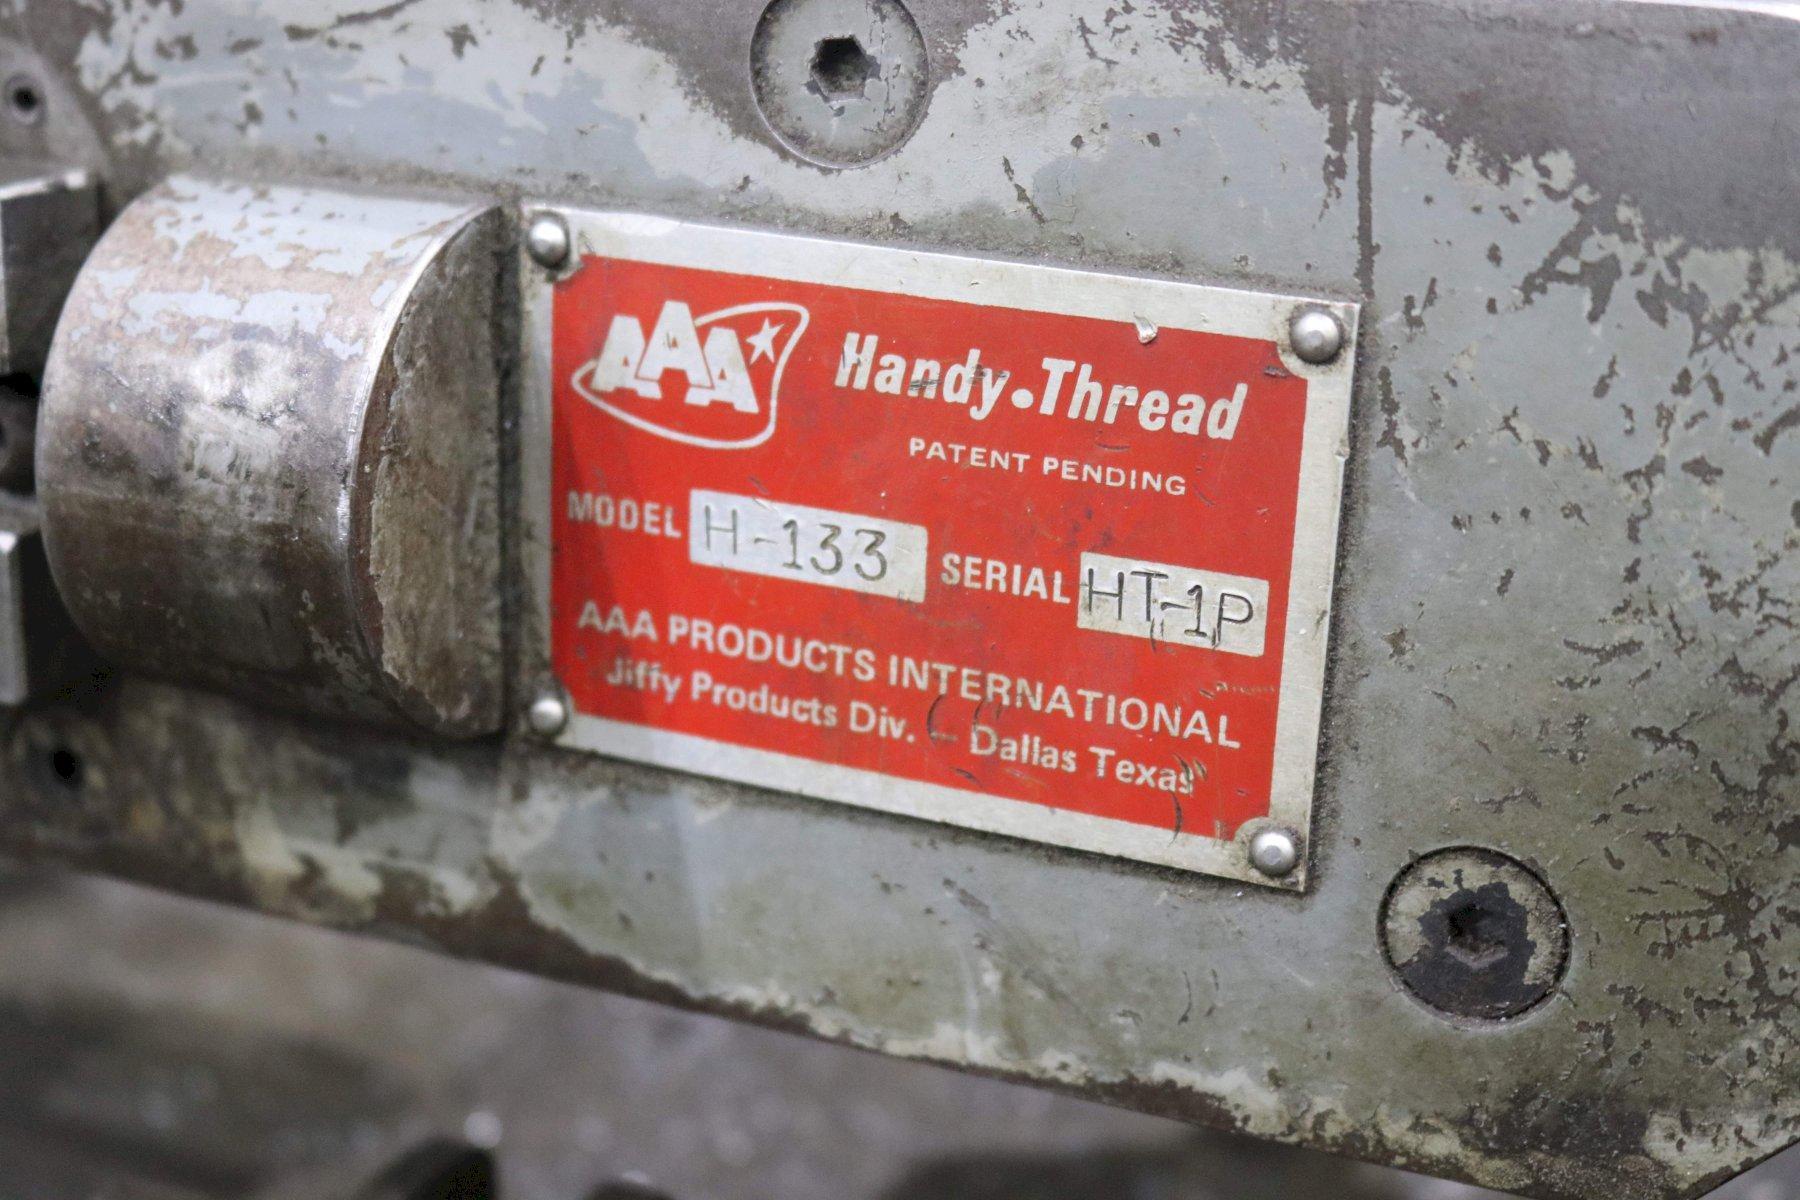 AAA
Handy.Thread
PATENT PENDING
MODEL H-133 SERIAL HT-1P
AAA PRODUCTS INTERNATIONAL
Jiffy Products Div. - Dallas Texas